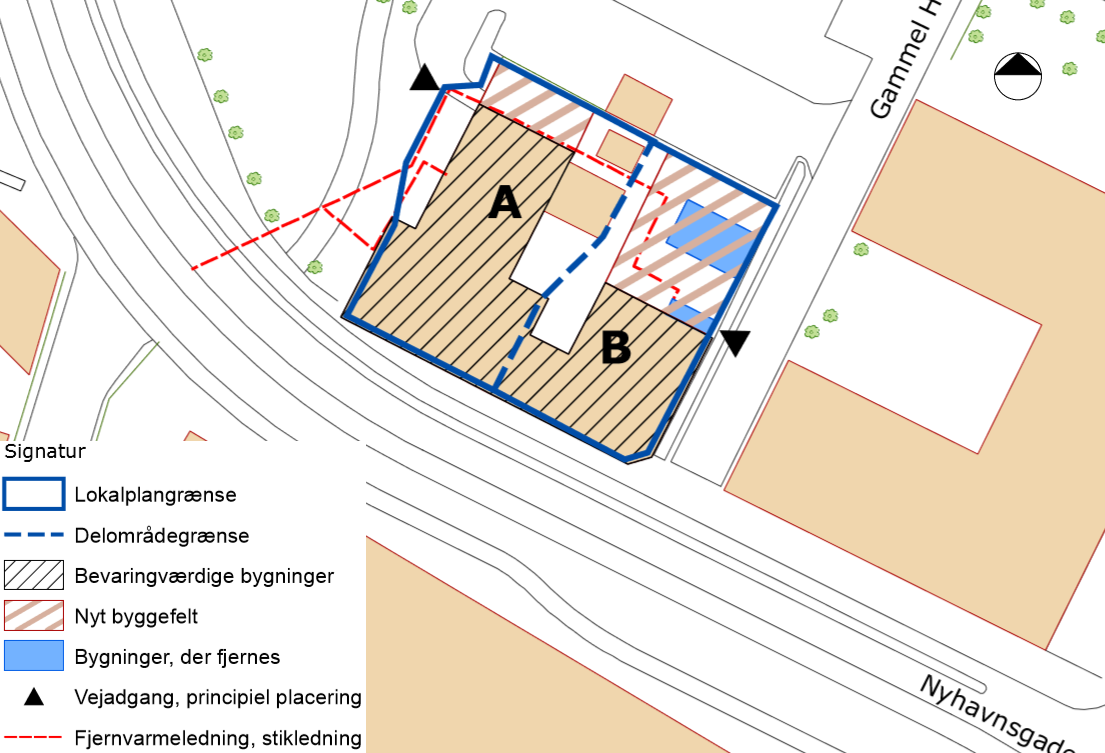 Gammel H
A
B
Nyhavnsgade
Signatur
Lokalplangrænse
Delområdegrænse
Bevaringværdige bygninger
Nyt byggefelt
Bygninger, der fjernes
Vejadgang, principiel placering
Fjernvarmeledning, stikledning